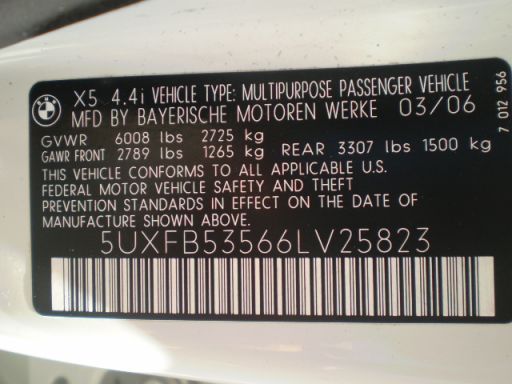 X5 4.4i VEHICLE TYPE: MULTIPURPOSE PASSENGER VEHICLE
MFD BY BAYERISCHE MOTOREN WERKE 03/06
GVWR 6008 lbs 2725 kg
GAWR FRONT 2789 lbs 1265 kg REAR 3307 lbs 1500 kg
THIS VEHICLE CONFORMS TO ALL APPLICABLE U.S.
FEDERAL MOTOR VEHICLE SAFETY AND THEFT
PREVENTION STANDARDS IN EFFECT ON THE DATE OF
MANUFACTURE SHOWN ABOVE.
5UXFB53566LV25823
7 012 956